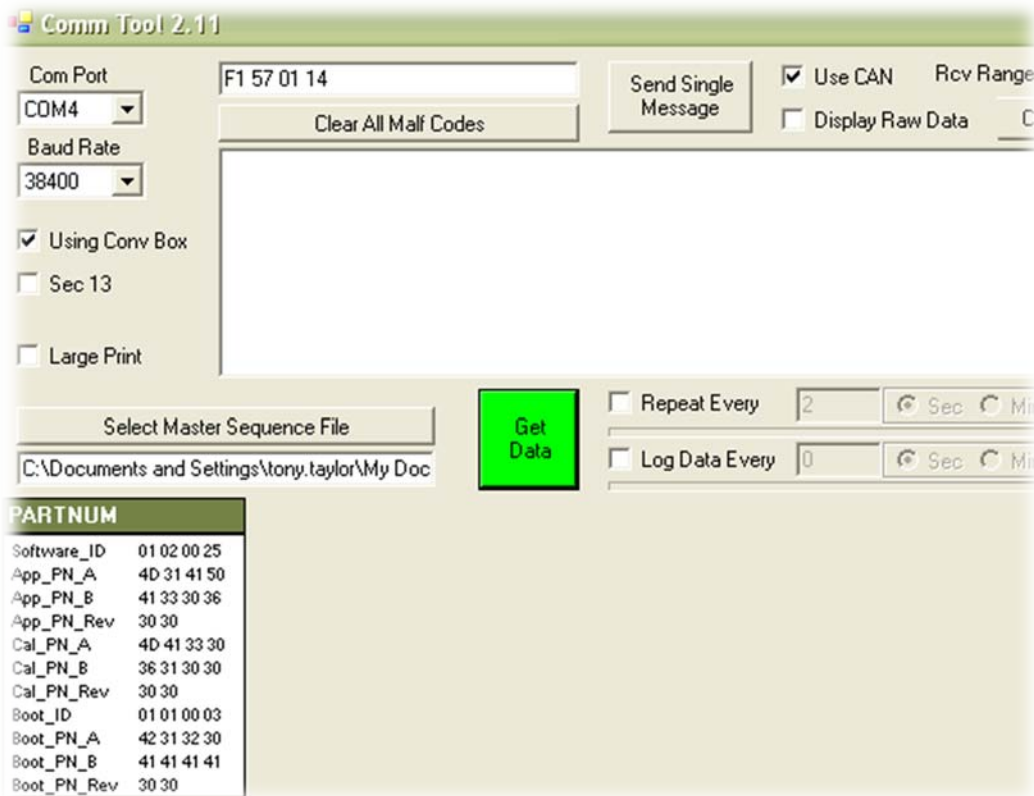 Comm Tool 2.11
Com Port
COM4
Baud Rate
38400
Using Conv Box
Sec 13
Large Print
F1 57 01 14
Clear All Malf Codes
Send Single
Message
Use CAN
Rcv Range
Display Raw Data
C
Select Master Sequence File
C:\Documents and Settings\tony.taylor\My Doc
Get
Data
Repeat Every 2 Sec Mi
Log Data Every 0 Sec Mi
PARTNUM
Software_ID 01 02 00 25
App_PN_A 4D 31 41 50
App_PN_B 41 33 30 36
App_PN_Rev 30 30
Cal_PN_A 4D 41 33 30
Cal_PN_B 36 31 30 30
Cal_PN_Rev 30 30
Boot_ID 01 01 00 03
Boot_PN_A 42 31 32 30
Boot_PN_B 41 41 41 41
Boot_PN_Rev 30 30